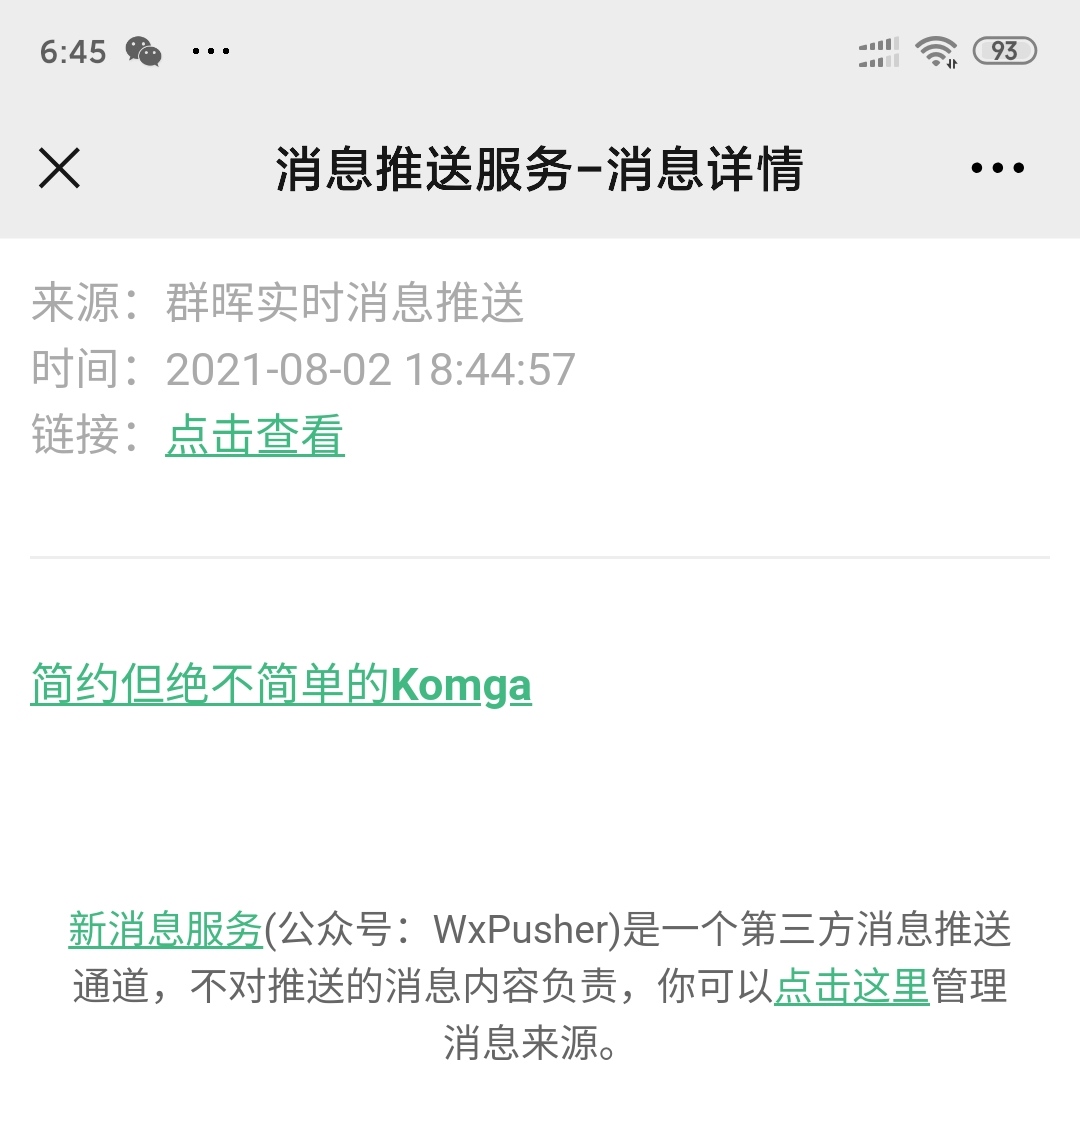 6:45
93
消息推送服务-消息详情
来源：群晖实时消息推送
时间：2021-08-02 18:44:57
链接：点击查看
简约但绝不简单的Komga
新消息服务(公众号：WxPusher)是一个第三方消息推送
通道，不对推送的消息内容负责，你可以点击这里管理
消息来源。